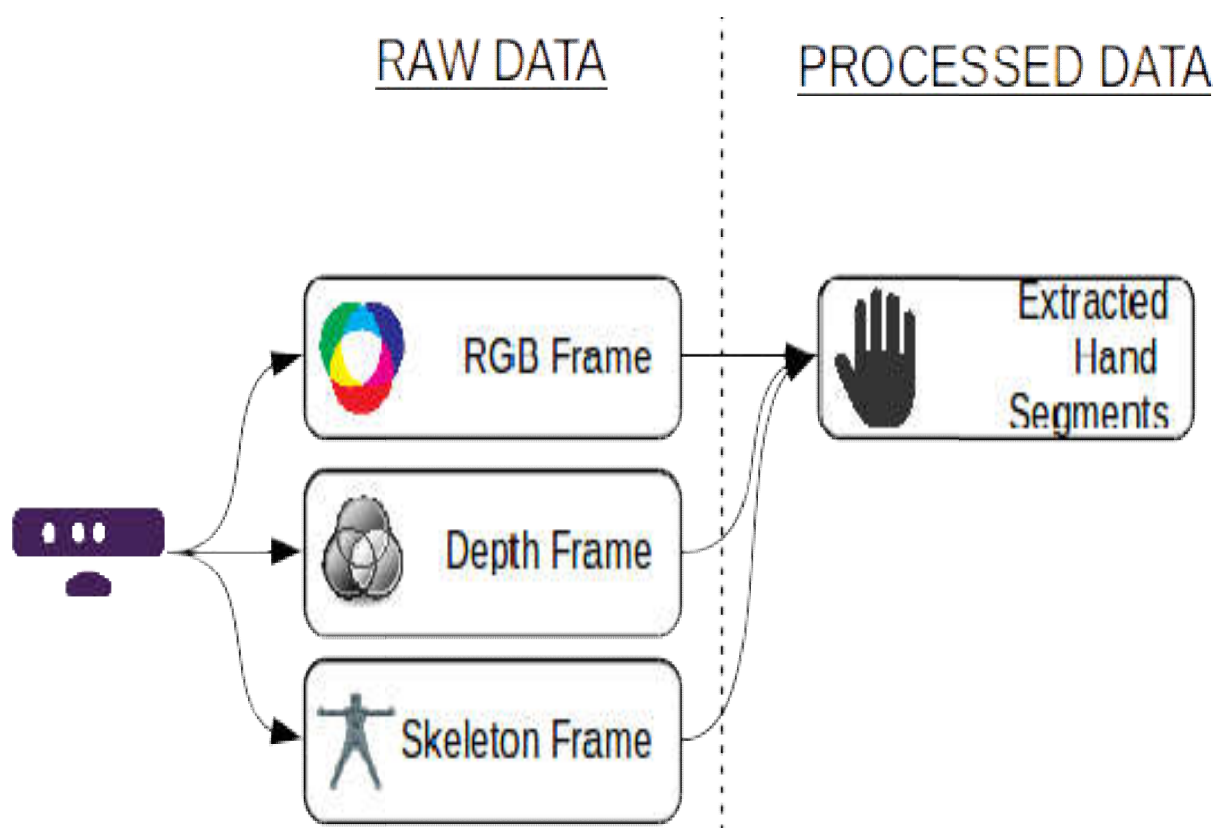 RAW DATA
PROCESSED DATA
RGB Frame
Extracted
Hand
Segments
Depth Frame
Skeleton Frame